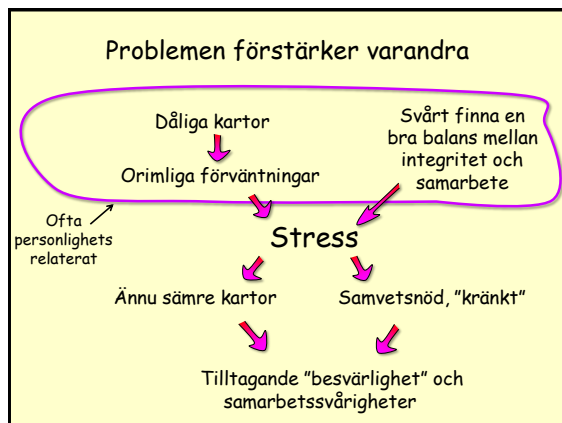 Problemen förstärker varandra
Dåliga kartor
Orimliga förväntningar
Svårt finna en
bra balans mellan
integritet och
samarbete
Ofta
personlighets
relaterat
Stress
Ännu sämre kartor
Samvetsnöd, ”kränkt”
Tilltagande ”besvärlighet” och
samarbetssvårigheter